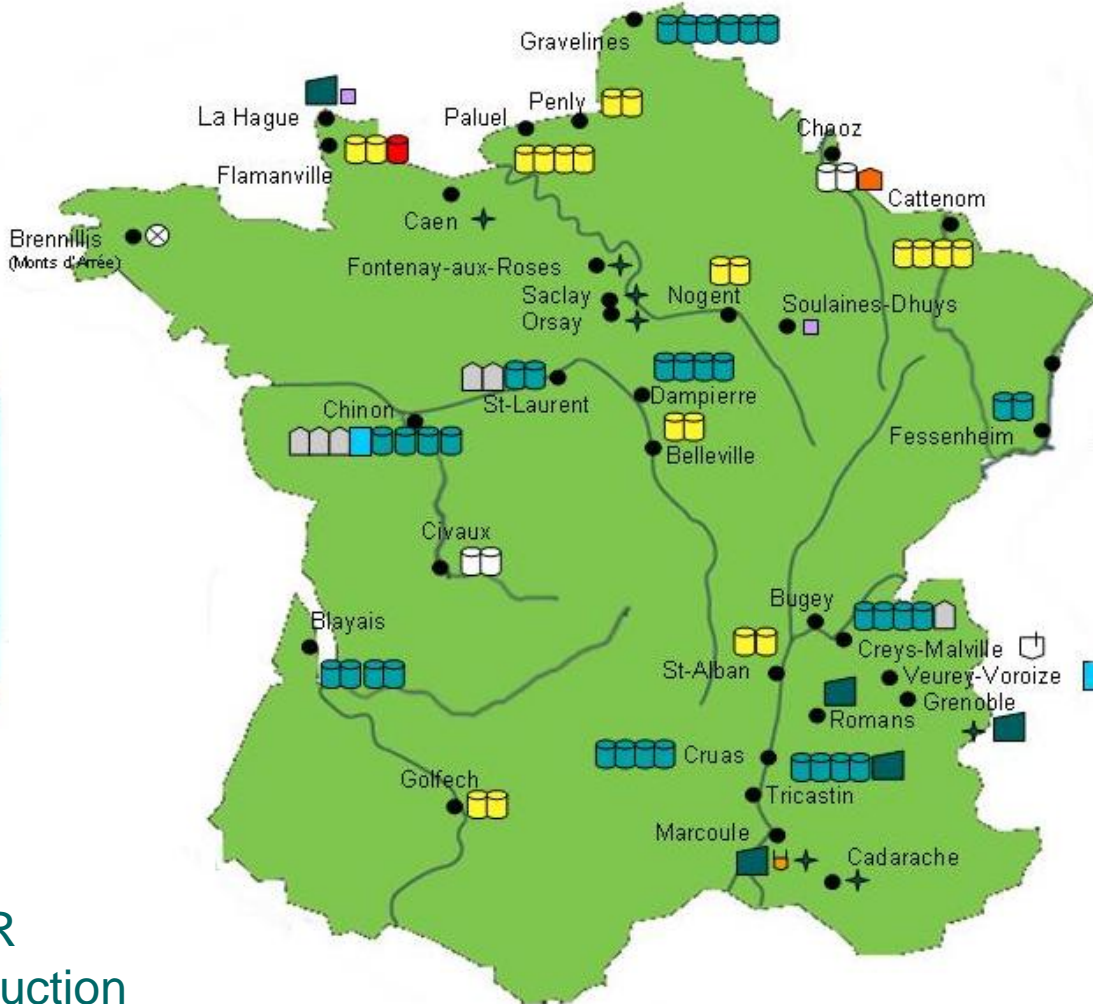 Gravelines
Penly
La Hague
Paluel
Chooz
Flamanville
Cattenom
Caen
Brennillis
(Monts d'Arrée)
Fontenay-aux-Roses
Saclay
Nogent
Soulaines-Dhuys
Orsay
St-Laurent
Dampierre
Chinon
Fessenheim
Belleville
Civaux
Bugey
Blayais
Creys-Malville
St-Alban
Veurey-Voroize
Grenoble
Romans
Cruas
Golfech
Tricastin
Marcoule
Cadarache
R
uction